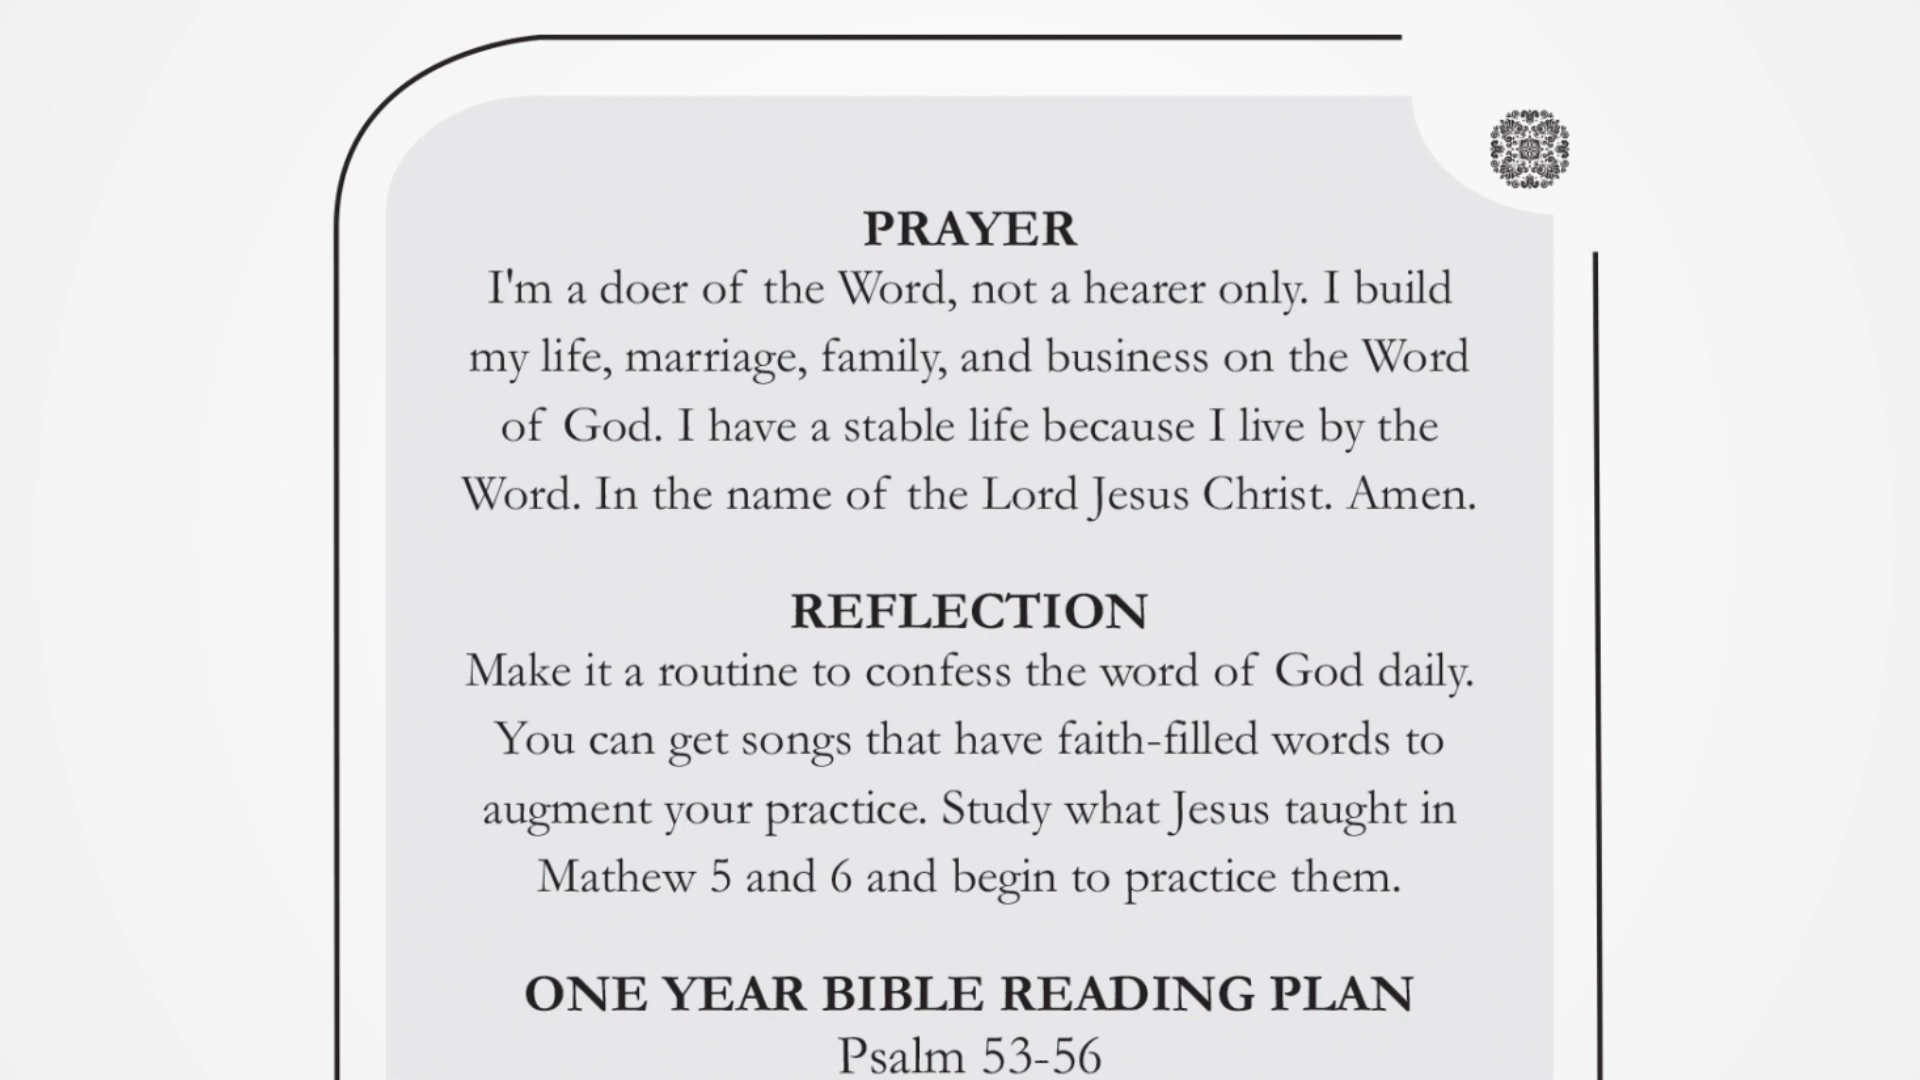 PRAYER
I'm a doer of the Word, not a hearer only. I build
my life, marriage, family, and business on the Word
of God. I have a stable life because I live by the
Word. In the name of the Lord Jesus Christ. Amen.
REFLECTION
Make it a routine to confess the word of God daily.
You can get songs that have faith-filled words to
augment your practice. Study what Jesus taught in
Mathew 5 and 6 and begin to practice them.
ONE YEAR BIBLE READING PLAN
Psalm 53-56